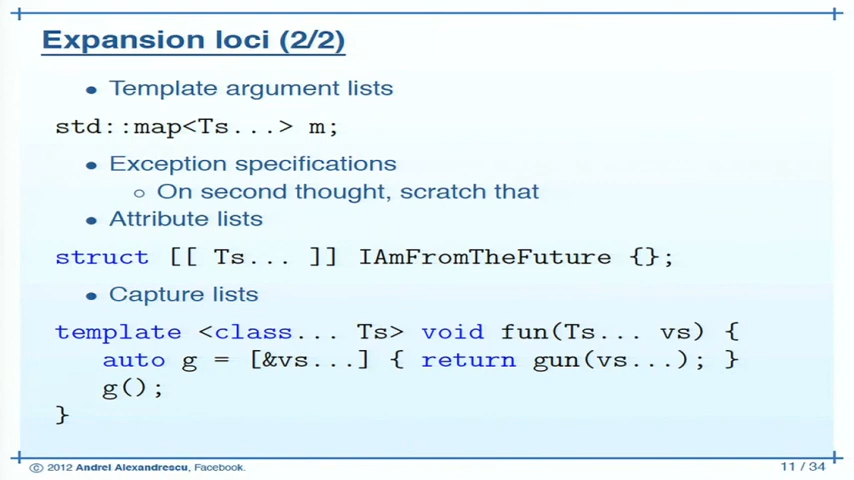 Expansion loci (2/2)
• Template argument lists
std::map<Ts...> m;
• Exception specifications
○ On second thought, scratch that
• Attribute lists
struct [[ Ts... ]] IAmFromTheFuture {};
• Capture lists
template <class... Ts> void fun(Ts... vs) {
auto g = [&vs...] { return gun(vs...); }
g();
}
© 2012 Andrei Alexandrescu, Facebook.
11 / 34